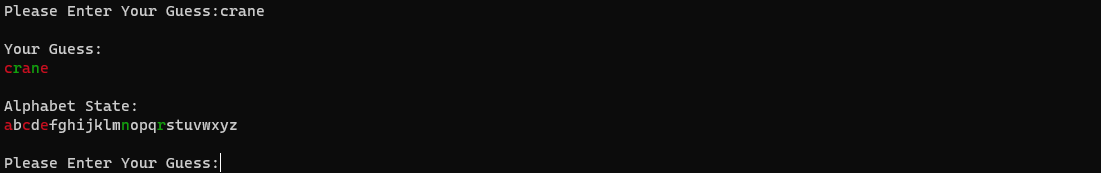 Please Enter Your Guess:crane
Your Guess:
crane
Alphabet State:
abcdefghijklmnopqrstuvwxyz
Please Enter Your Guess: